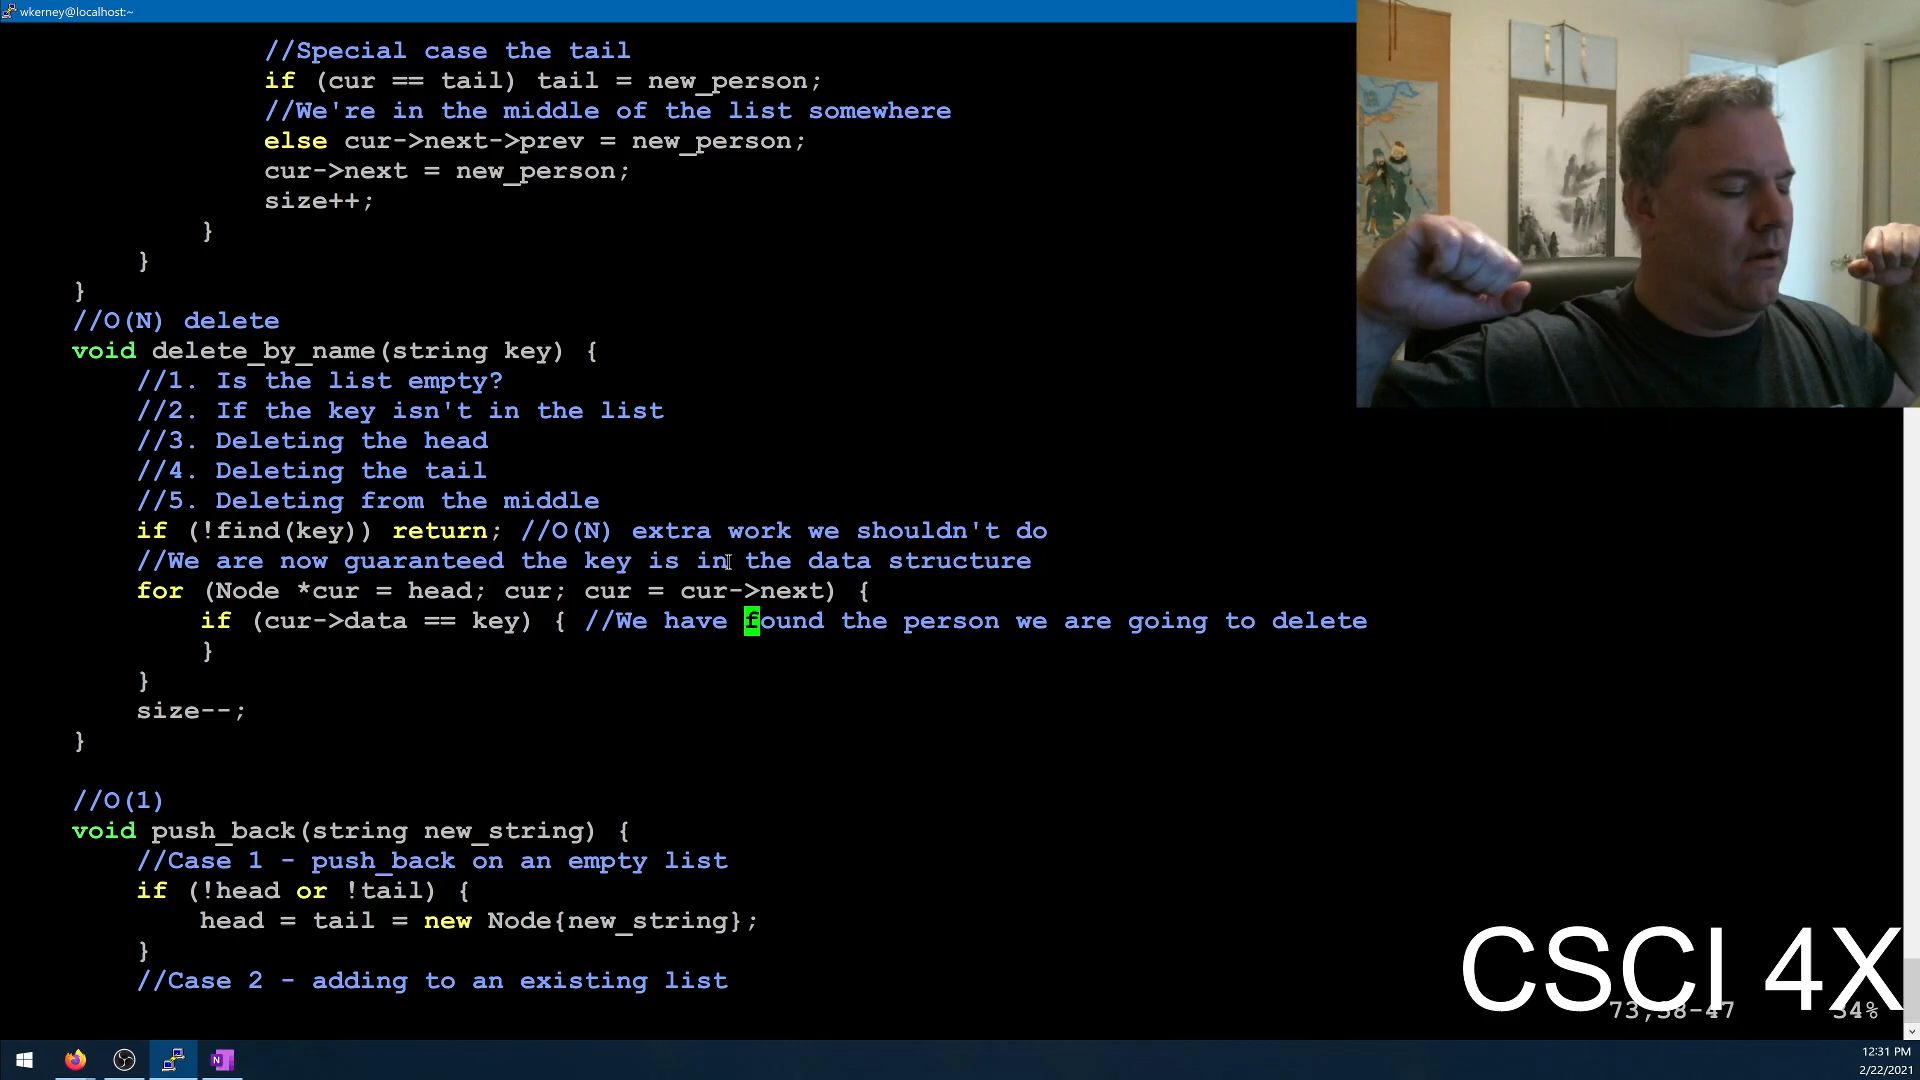 wkerney@localhost:~
//Special case the tail
if (cur == tail) tail = new_person;
//We're in the middle of the list somewhere
else cur->next->prev = new_person;
cur->next = new_person;
size++;
}
}
}
//O(N) delete
void delete_by_name(string key) {
//1. Is the list empty?
//2. If the key isn't in the list
//3. Deleting the head
//4. Deleting the tail
//5. Deleting from the middle
if (!find(key)) return; //O(N) extra work we shouldn't do
//We are now guaranteed the key is in the data structure
for (Node *cur = head; cur; cur = cur->next) {
if (cur->data == key) { //We have found the person we are going to delete
}
}
size--;
}
//O(1)
void push_back(string new_string) {
//Case 1 - push_back on an empty list
if (!head or !tail) {
head = tail = new Node{new_string};
}
//Case 2 - adding to an existing list
CSCI 4X
73,38-47 34%
12:31 PM
2/22/2021